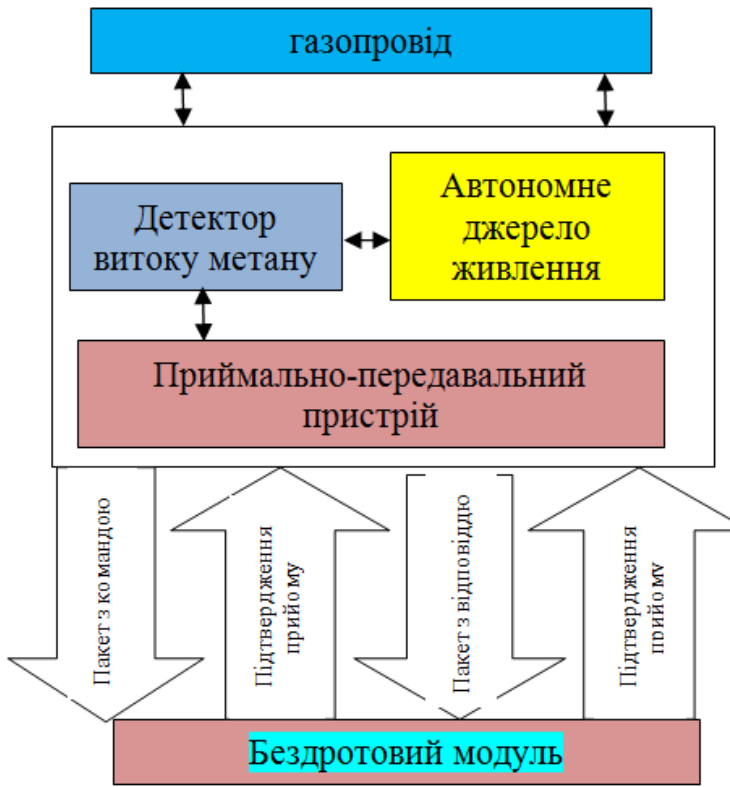 газопровід
Детектор
витоку метану
Автономне
джерело
живлення
Приймально-передавальний
пристрій
Пакет з командою
Підтвердження
прийому
Пакет з відповіддю
Підтвердження
прийому
Бездротовий модуль